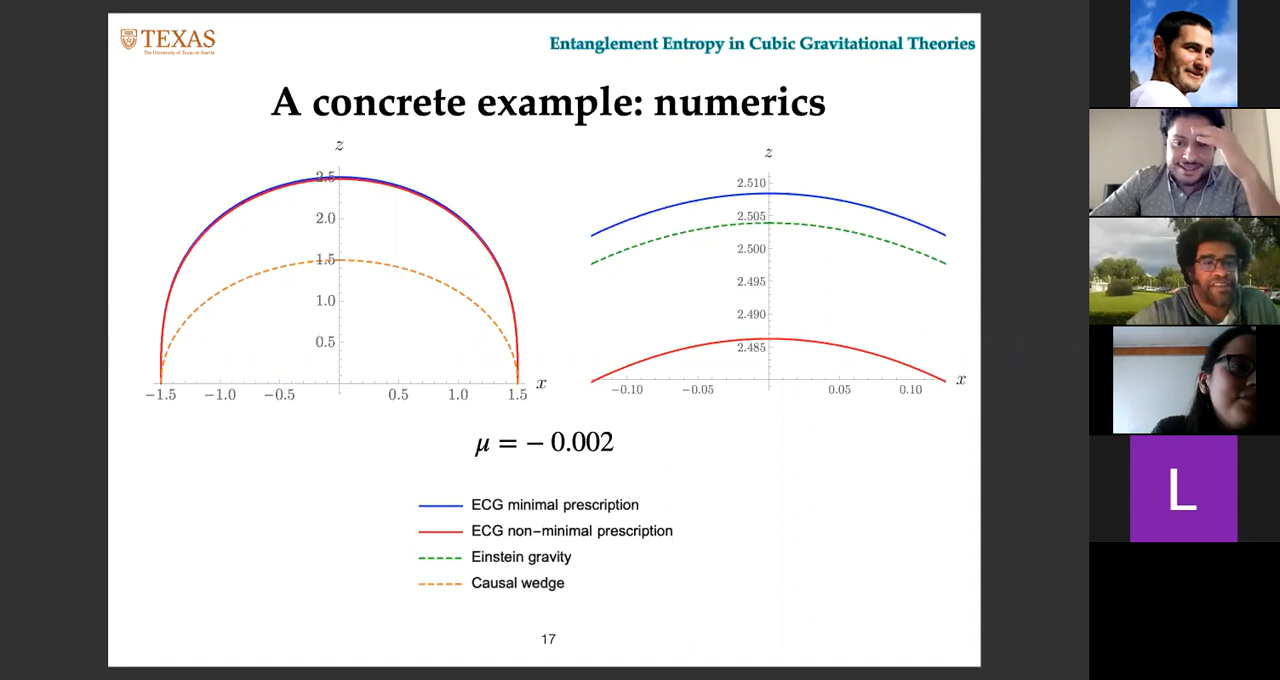 TEXAS
The University of Texas at Austin
Entanglement Entropy in Cubic Gravitational Theories
A concrete example: numerics
z
2.5
2.0
1.5
1.0
0.5
−1.5 −1.0 −0.5 0.5 1.0 1.5 x
z
2.510
2.505
2.500
2.495
2.490
2.485
−0.10 −0.05 0.05 0.10 x
μ = − 0.002
ECG minimal prescription
ECG non−minimal prescription
Einstein gravity
Causal wedge
17
L